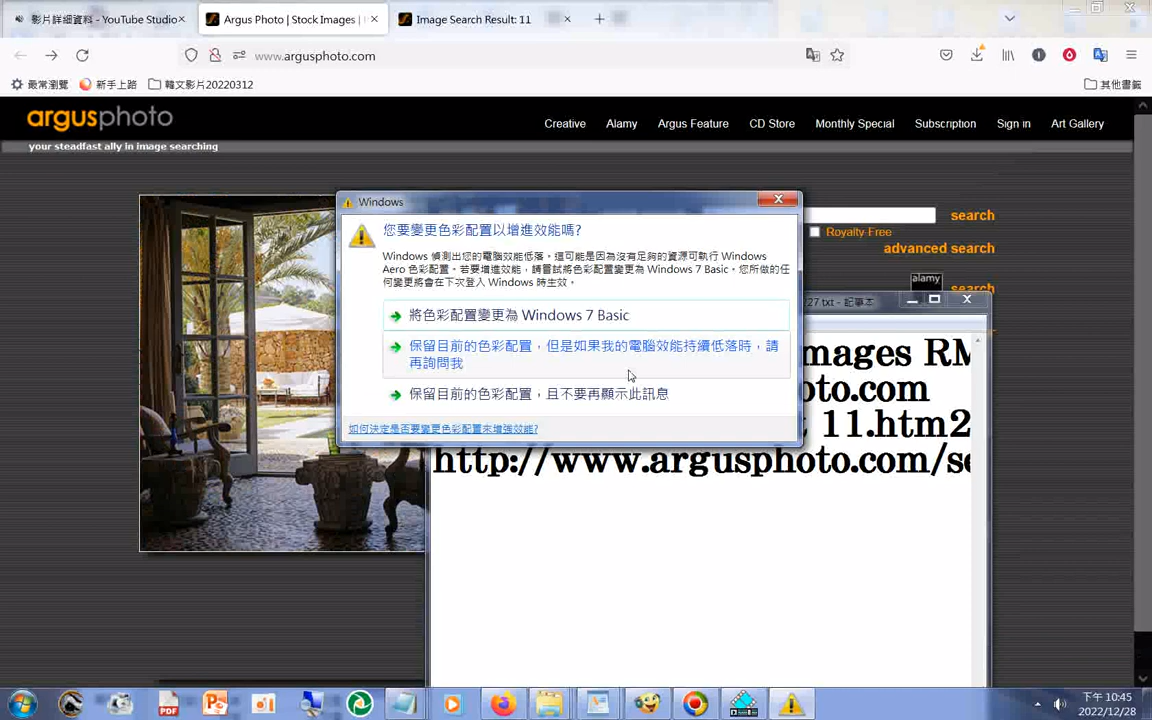 影片詳細資料 - YouTube Studio
Argus Photo | Stock Images |
Image Search Result: 11
www.argusphoto.com
最常瀏覽
新手上路
韓文影片20220312
其他書籤
argusphoto
your steadfast ally in image searching
Creative
Alamy
Argus Feature
CD Store
Monthly Special
Subscription
Sign in
Art Gallery
search
Royalty Free
advanced search
alamy
search
Windows
您要變更色彩配置以增進效能嗎?
Windows 偵測出您的電腦效能低落。這可能是因為沒有足夠的資源可執行 Windows
Aero 色彩配置。若要增進效能，請嘗試將色彩配置變更為 Windows 7 Basic。您所做的任
何變更將會在下次登入 Windows 時生效。
將色彩配置變更為 Windows 7 Basic
保留目前的色彩配置，但是如果我的電腦效能持續低落時，請
再詢問我
保留目前的色彩配置，且不要再顯示此訊息
如何決定是否要變更色彩配置來增強效能?
27.txt - 記事本
mages RM
oto.com
t 11.htm2
http://www.argusphoto.com/se
下午 10:45
2022/12/28